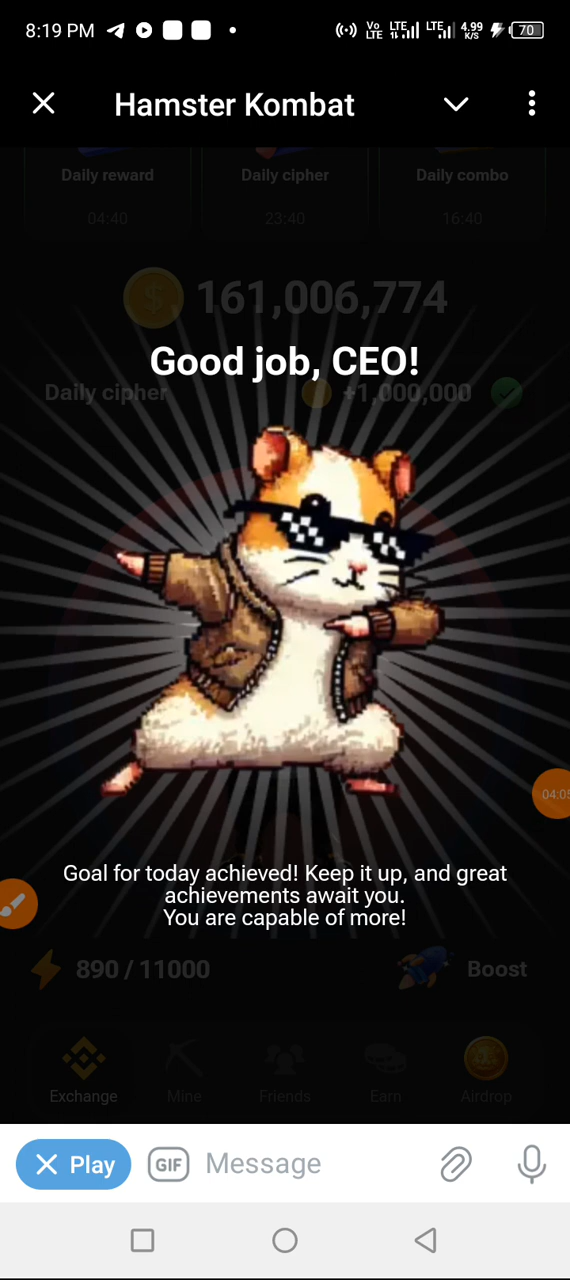 8:19 PM
Vo LTE LTE LTE 4.99 K/S 70
Hamster Kombat
Daily reward Daily cipher Daily combo
04:40 23:40 16:40
161,006,774
Good job, CEO!
Daily cipher +1,000,000
04:05
Goal for today achieved! Keep it up, and great
achievements await you.
You are capable of more!
890 / 11000 Boost
Exchange Mine Friends Earn Airdrop
Play GIF Message